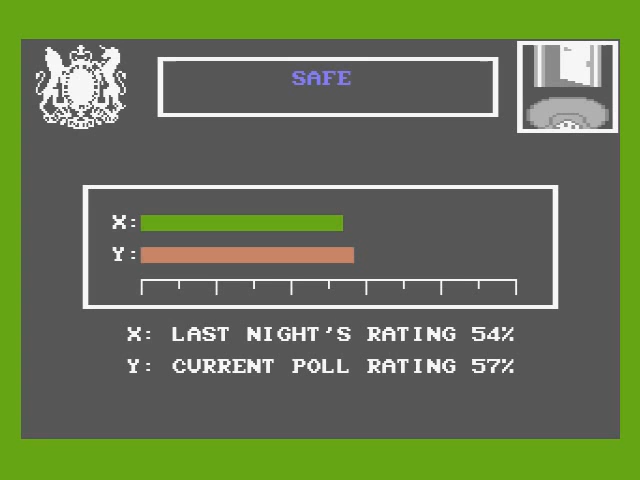 SAFE
X:
Y:
X: LAST NIGHT'S RATING 54%
Y: CURRENT POLL RATING 57%